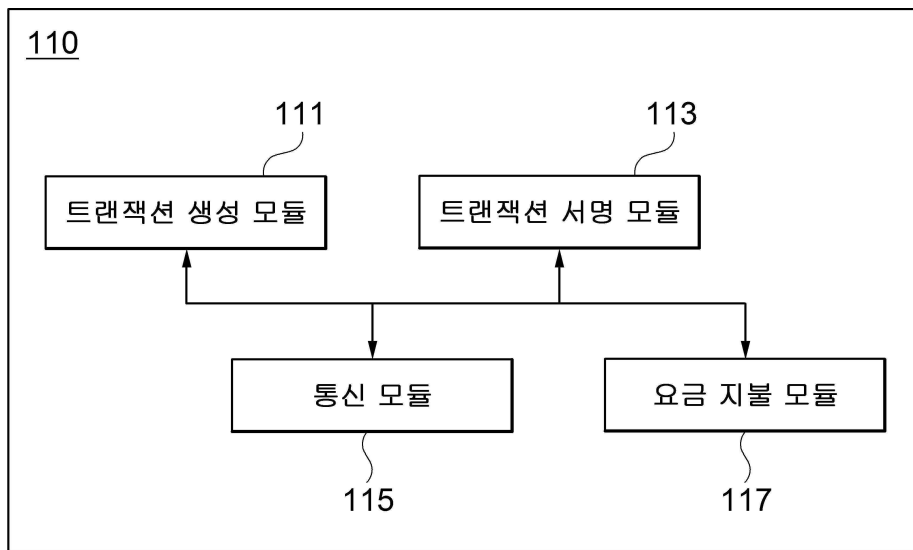 110
111
113
트랜잭션 생성 모듈
트랜잭션 서명 모듈
통신 모듈
요금 지불 모듈
115
117